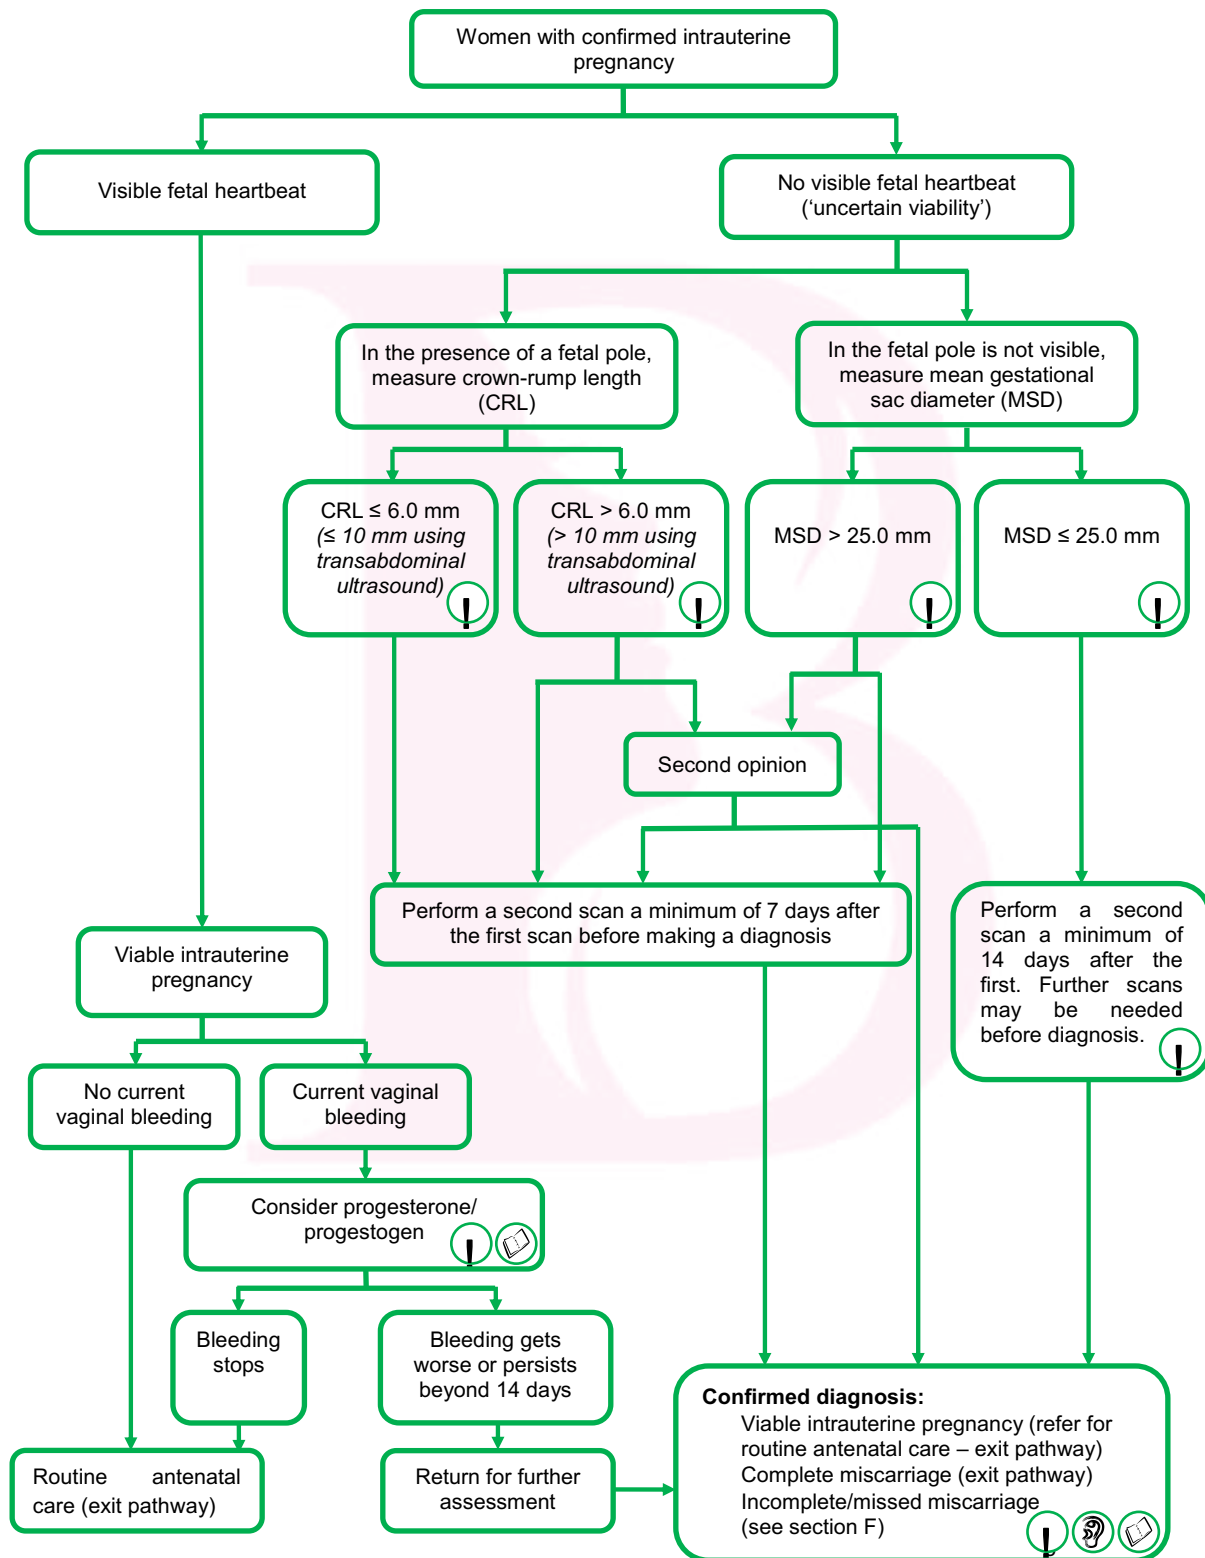 Women with confirmed intrauterine
pregnancy
Visible fetal heartbeat
No visible fetal heartbeat
(‘uncertain viability’)
In the presence of a fetal pole,
measure crown-rump length
(CRL)
In the fetal pole is not visible,
measure mean gestational
sac diameter (MSD)
CRL ≤ 6.0 mm
(≤ 10 mm using
transabdominal
ultrasound)
CRL > 6.0 mm
(> 10 mm using
transabdominal
ultrasound)
MSD > 25.0 mm
MSD ≤ 25.0 mm
Second opinion
Perform a second scan a minimum of 7 days after
the first scan before making a diagnosis
Perform a second
scan a minimum of
14 days after the
first. Further scans
may be needed
before diagnosis.
Viable intrauterine
pregnancy
No current
vaginal bleeding
Current vaginal
bleeding
Consider progesterone/
progestogen
Bleeding
stops
Bleeding gets
worse or persists
beyond 14 days
Routine antenatal
care (exit pathway)
Return for further
assessment
Confirmed diagnosis:
Viable intrauterine pregnancy (refer for
routine antenatal care – exit pathway)
Complete miscarriage (exit pathway)
Incomplete/missed miscarriage
(see section F)